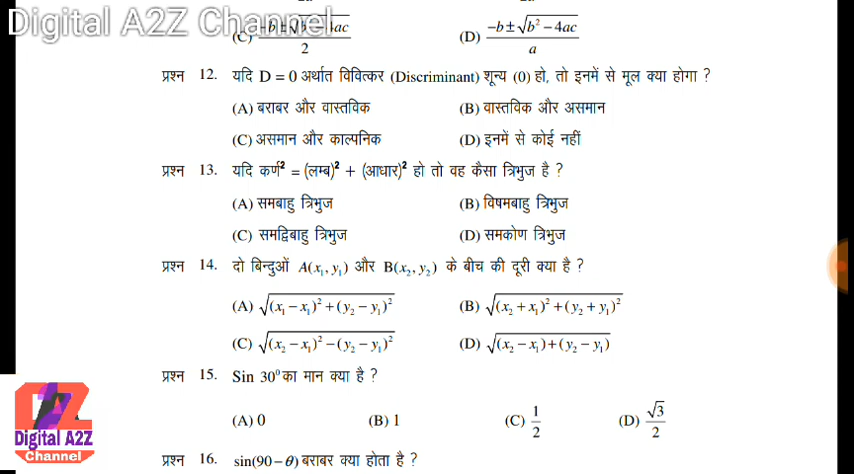 Digital A2Z Channel
(C) −b±√b² − 4ac / 2 (D) −b±√b² − 4ac / a
प्रश्न 12. यदि D = 0 अर्थात विवित्कर (Discriminant) शून्य (0) हो, तो इनमें से मूल क्या होगा ?
(A) बराबर और वास्तविक (B) वास्तविक और असमान
(C) असमान और काल्पनिक (D) इनमें से कोई नहीं
प्रश्न 13. यदि कर्ण² = (लम्ब)² + (आधार)² हो तो वह कैसा त्रिभुज है ?
(A) समबाहु त्रिभुज (B) विषमबाहु त्रिभुज
(C) समद्विबाहु त्रिभुज (D) समकोण त्रिभुज
प्रश्न 14. दो बिन्दुओं A(x₁, y₁) और B(x₂, y₂) के बीच की दूरी क्या है ?
(A) √(x₁ − x₁)² + (y₂ − y₁)² (B) √(x₂ + x₁)² + (y₂ + y₁)²
(C) √(x₂ − x₁)² − (y₂ − y₁)² (D) √(x₂ − x₁) + (y₂ − y₁)
प्रश्न 15. Sin 30⁰ का मान क्या है ?
(A) 0 (B) 1 (C) 1/2 (D) √3/2
प्रश्न 16. sin(90 − θ) बराबर क्या होता है ?
Digital A2Z
Channel